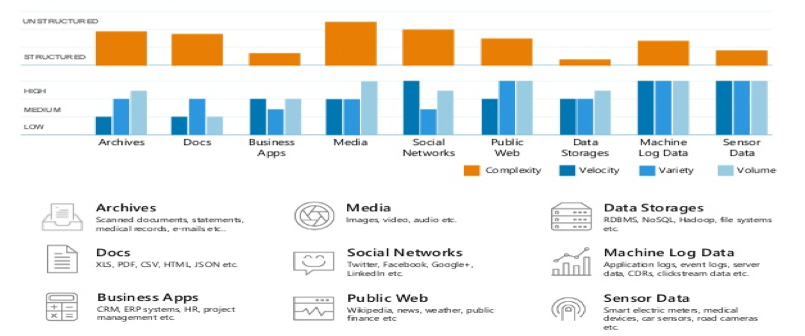 UNSTRUCTURED
STRUCTURED
HIGH
MEDIUM
LOW
Archives
Docs
Business
Apps
Media
Social
Networks
Public
Web
Data
Storages
Machine
Log Data
Sensor
Data
Complexity
Velocity
Variety
Volume
Archives
Scanned documents, statements,
medical records, e-mails etc..
Media
Images, video, audio etc.
Data Storages
RDBMS, NoSQL, Hadoop, file systems
etc.
Docs
XLS, PDF, CSV, HTML, JSON etc.
Social Networks
Twitter, Facebook, Google+,
LinkedIn etc.
Machine Log Data
Application logs, event logs, server
data, CDRs, clickstream data etc.
Business Apps
CRM, ERP systems, HR, project
management etc.
Public Web
Wikipedia, news, weather, public
finance etc
Sensor Data
Smart electric meters, medical
devices, car sensors, road cameras
etc.